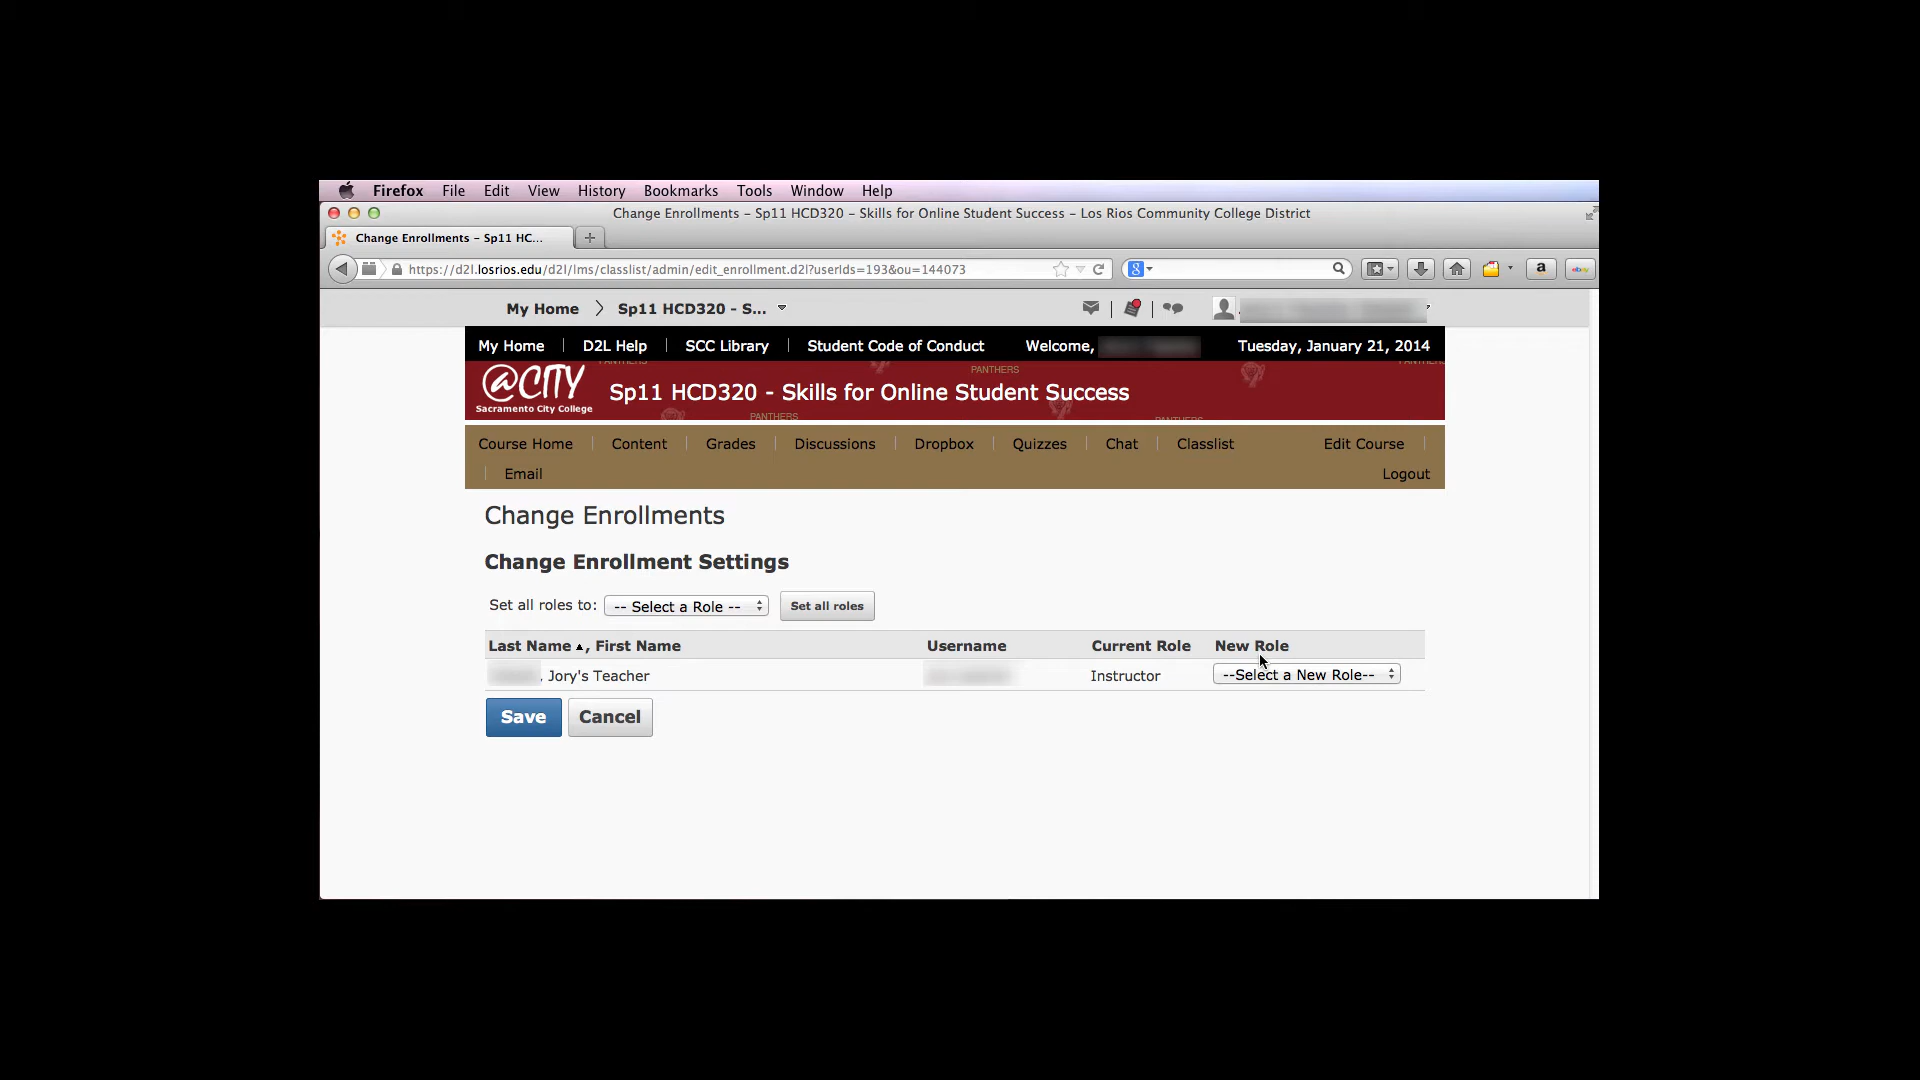 Firefox File Edit View History Bookmarks Tools Window Help
Change Enrollments – Sp11 HCD320 – Skills for Online Student Success – Los Rios Community College District
Change Enrollments – Sp11 HC...
https://d2l.losrios.edu/d2l/lms/classlist/admin/edit_enrollment.d2l?userIds=193&ou=144073
My Home Sp11 HCD320 - S...
My Home D2L Help SCC Library Student Code of Conduct Welcome, Tuesday, January 21, 2014
PANTHERS
@CITY Sp11 HCD320 - Skills for Online Student Success
Sacramento City College
PANTHERS
Course Home Content Grades Discussions Dropbox Quizzes Chat Classlist Edit Course
Email Logout
Change Enrollments
Change Enrollment Settings
Set all roles to: -- Select a Role -- Set all roles
Last Name ▲, First Name Username Current Role New Role
, Jory's Teacher Instructor --Select a New Role--
Save Cancel